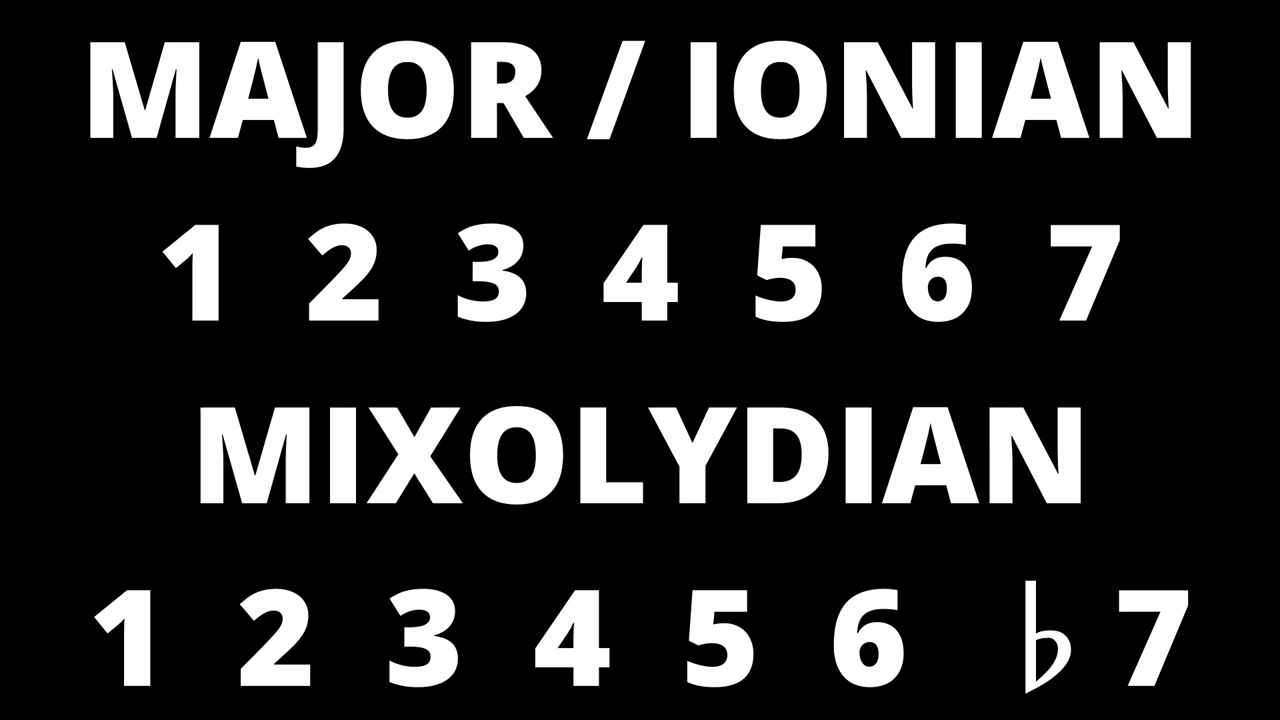 MAJOR / IONIAN
1 2 3 4 5 6 7
MIXOLYDIAN
1 2 3 4 5 6 ♭7